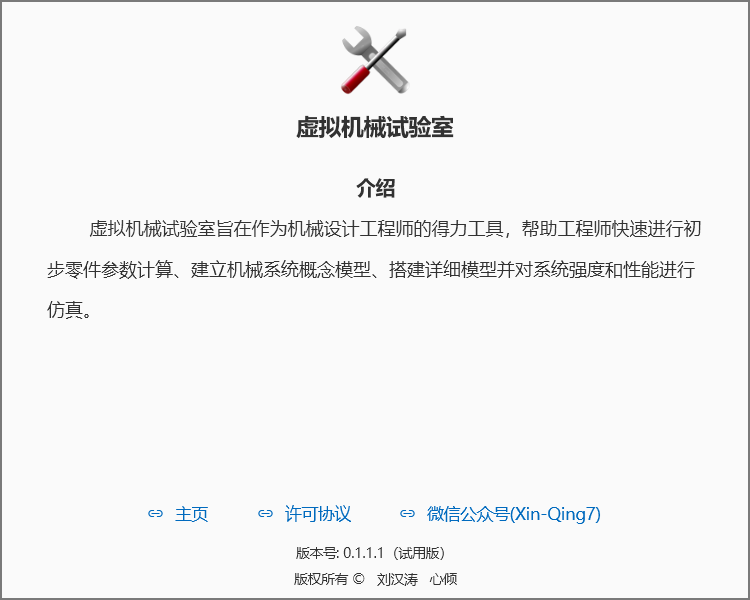 虚拟机械试验室
介绍
虚拟机械试验室旨在作为机械设计工程师的得力工具，帮助工程师快速进行初
步零件参数计算、建立机械系统概念模型、搭建详细模型并对系统强度和性能进行
仿真。
主页 许可协议 微信公众号(Xin-Qing7)
版本号: 0.1.1.1（试用版）
版权所有 © 刘汉涛 心倾